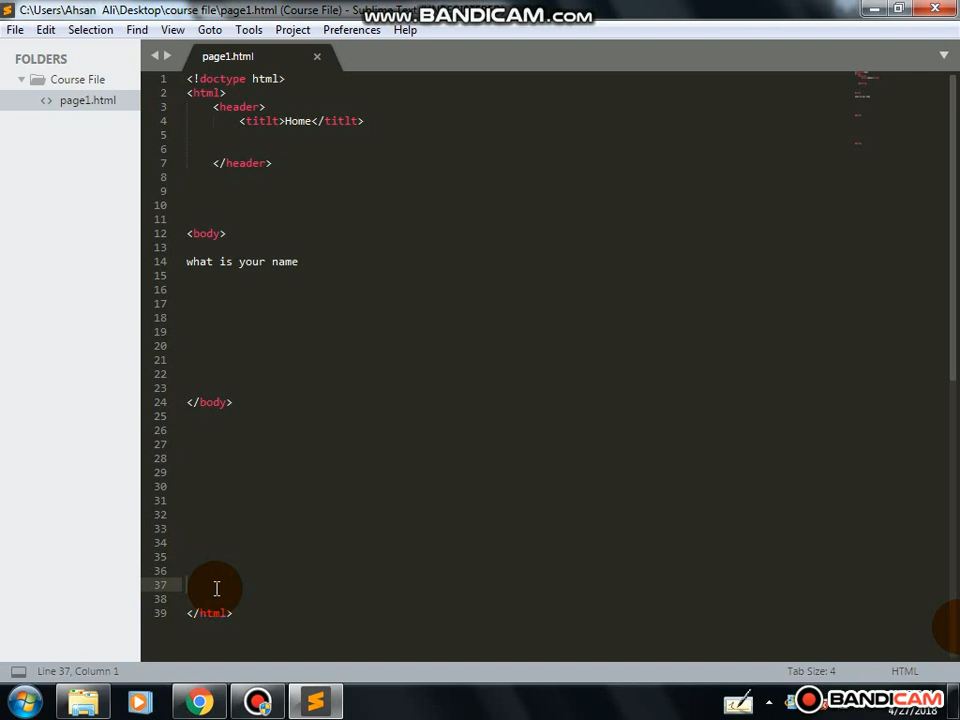 C:\Users\Ahsan Ali\Desktop\course file\page1.html (Course File) - Sublime Text
www.BANDICAM.com
File Edit Selection Find View Goto Tools Project Preferences Help
FOLDERS
Course File
<> page1.html
page1.html
1 <!doctype html>
2 <html>
3 <header>
4 <titlt>Home</titlt>
5
6
7 </header>
8
9
10
11
12 <body>
13
14 what is your name
15
16
17
18
19
20
21
22
23
24 </body>
25
26
27
28
29
30
31
32
33
34
35
36
37
38
39 </html>
Line 37, Column 1
Tab Size: 4
HTML
BANDICAM
4/27/2018